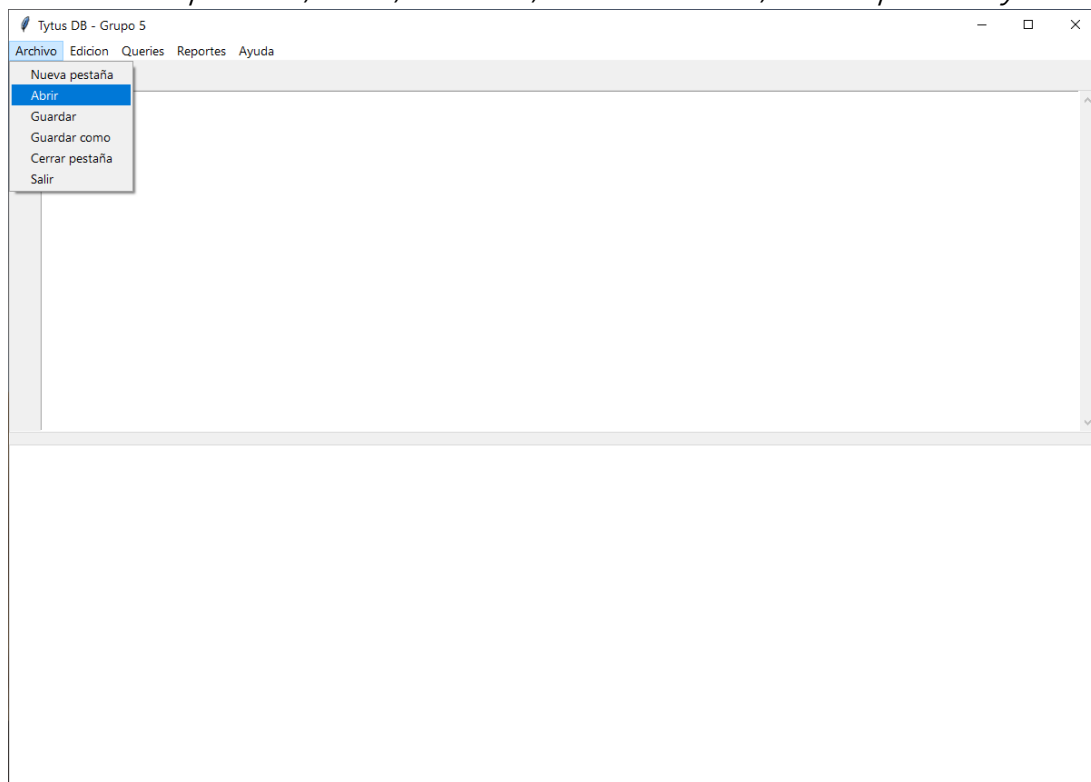 Tytus DB - Grupo 5
Archivo Edicion Queries Reportes Ayuda
Nueva pestaña
Abrir
Guardar
Guardar como
Cerrar pestaña
Salir